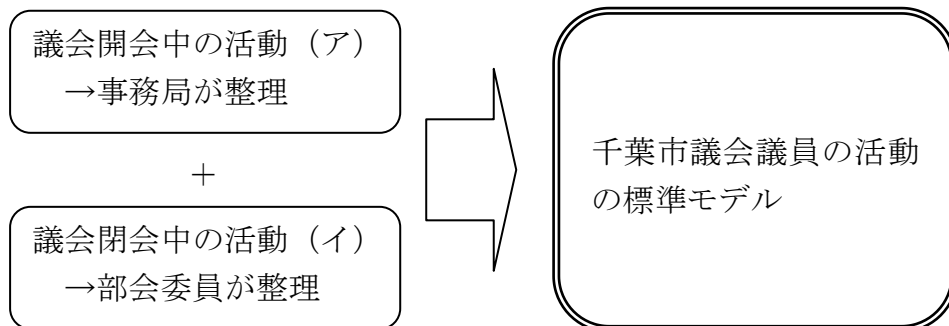 議会開会中の活動（ア）
→事務局が整理
＋
議会閉会中の活動（イ）
→部会委員が整理
千葉市議会議員の活動
の標準モデル